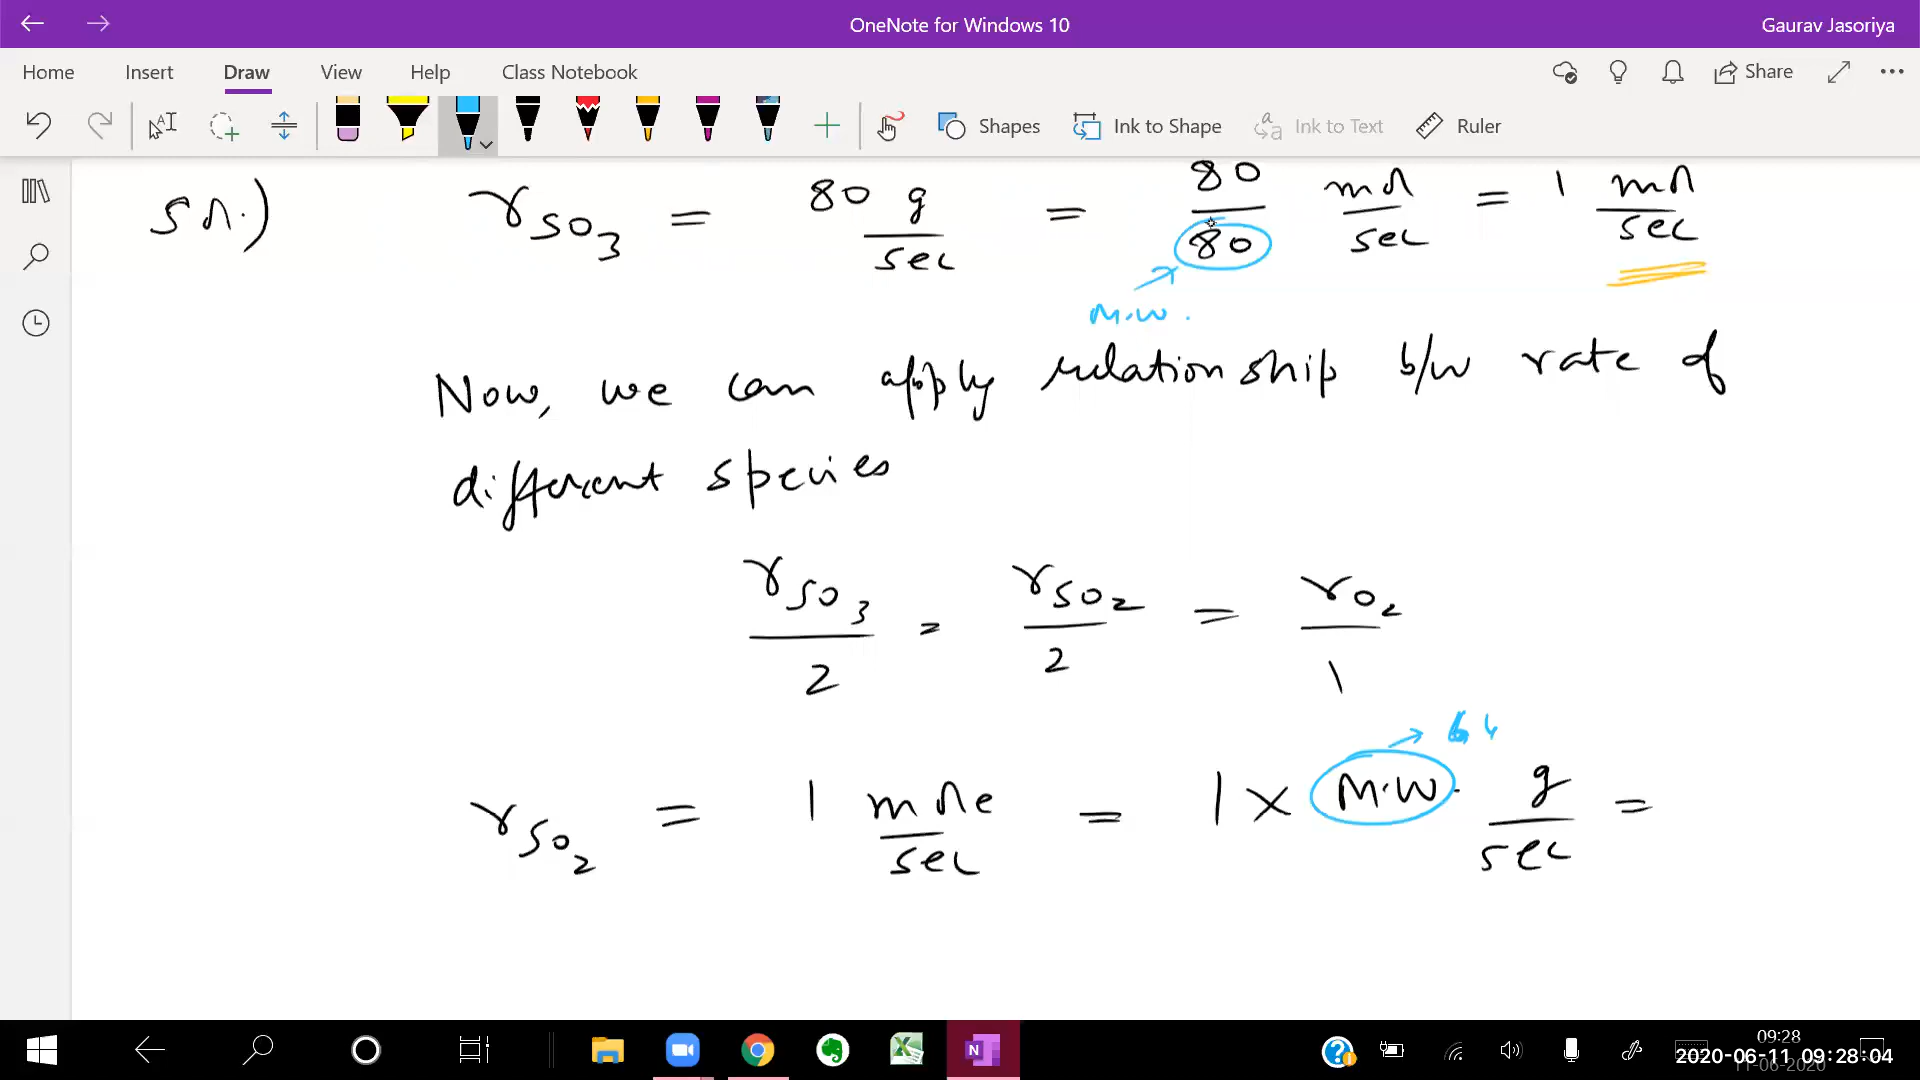 OneNote for Windows 10
Gaurav Jasoriya
Home Insert Draw View Help Class Notebook Share
Shapes Ink to Shape Ink to Text Ruler
Sol.) rSO3 = 80 g/sec = 80/80 mol/sec = 1 mol/sec
M.W.
Now, we can apply relationship b/w rate of
different species
rSO3/2 = rSO2/2 = rO2/1
64
rSO2 = 1 mole/sec = 1 × M.W. g/sec =
09:28
2020-06-11 09:28:04
11-06-2020